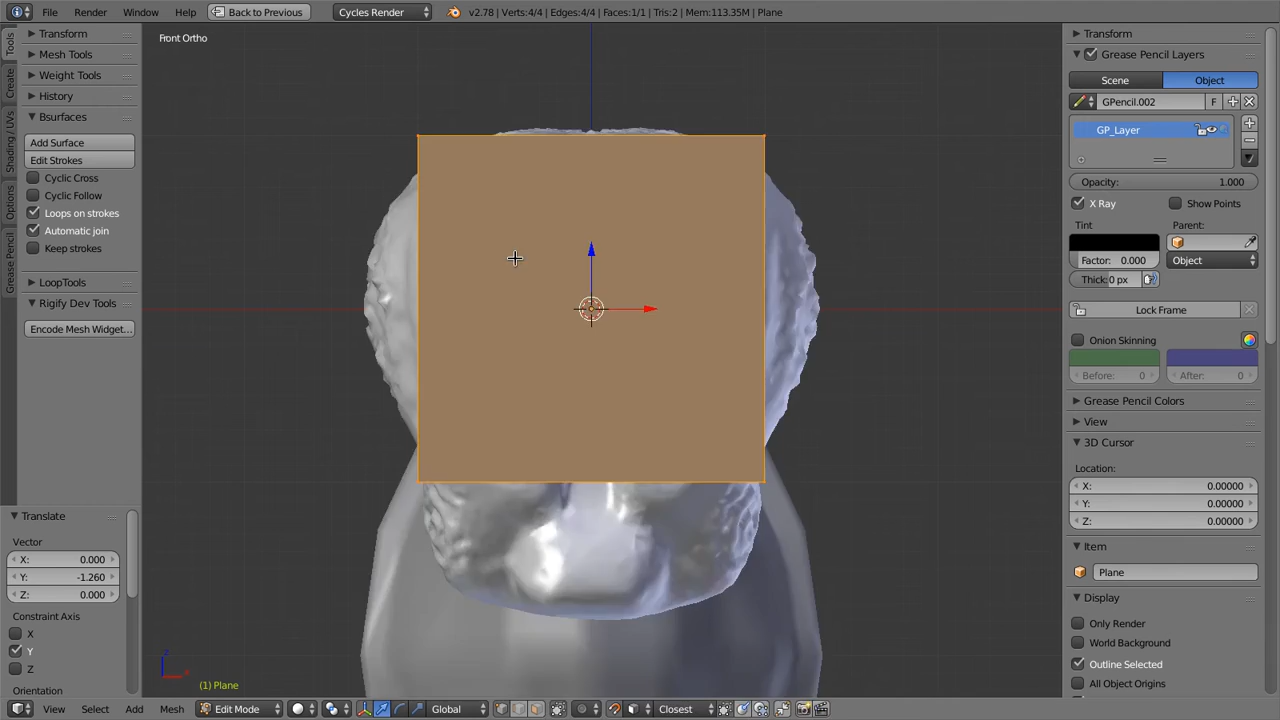 File Render Window Help Back to Previous Cycles Render v2.78 | Verts:4/4 | Edges:4/4 | Faces:1/1 | Tris:2 | Mem:113.35M | Plane
Tools
Create
Shading / UVs
Options
Grease Pencil
Transform
Mesh Tools
Weight Tools
History
Bsurfaces
Add Surface
Edit Strokes
Cyclic Cross
Cyclic Follow
Loops on strokes
Automatic join
Keep strokes
LoopTools
Rigify Dev Tools
Encode Mesh Widget...
Translate
Vector
X: 0.000
Y: -1.260
Z: 0.000
Constraint Axis
X
Y
Z
Orientation
Front Ortho
(1) Plane
Transform
Grease Pencil Layers
Scene Object
GPencil.002 F
GP_Layer
Opacity: 1.000
X Ray Show Points
Tint Parent:
Factor: 0.000 Object
Thick: 0 px
Lock Frame
Onion Skinning
Before: 0 After: 0
Grease Pencil Colors
View
3D Cursor
Location:
X: 0.00000
Y: 0.00000
Z: 0.00000
Item
Plane
Display
Only Render
World Background
Outline Selected
All Object Origins
View Select Add Mesh Edit Mode Global Closest